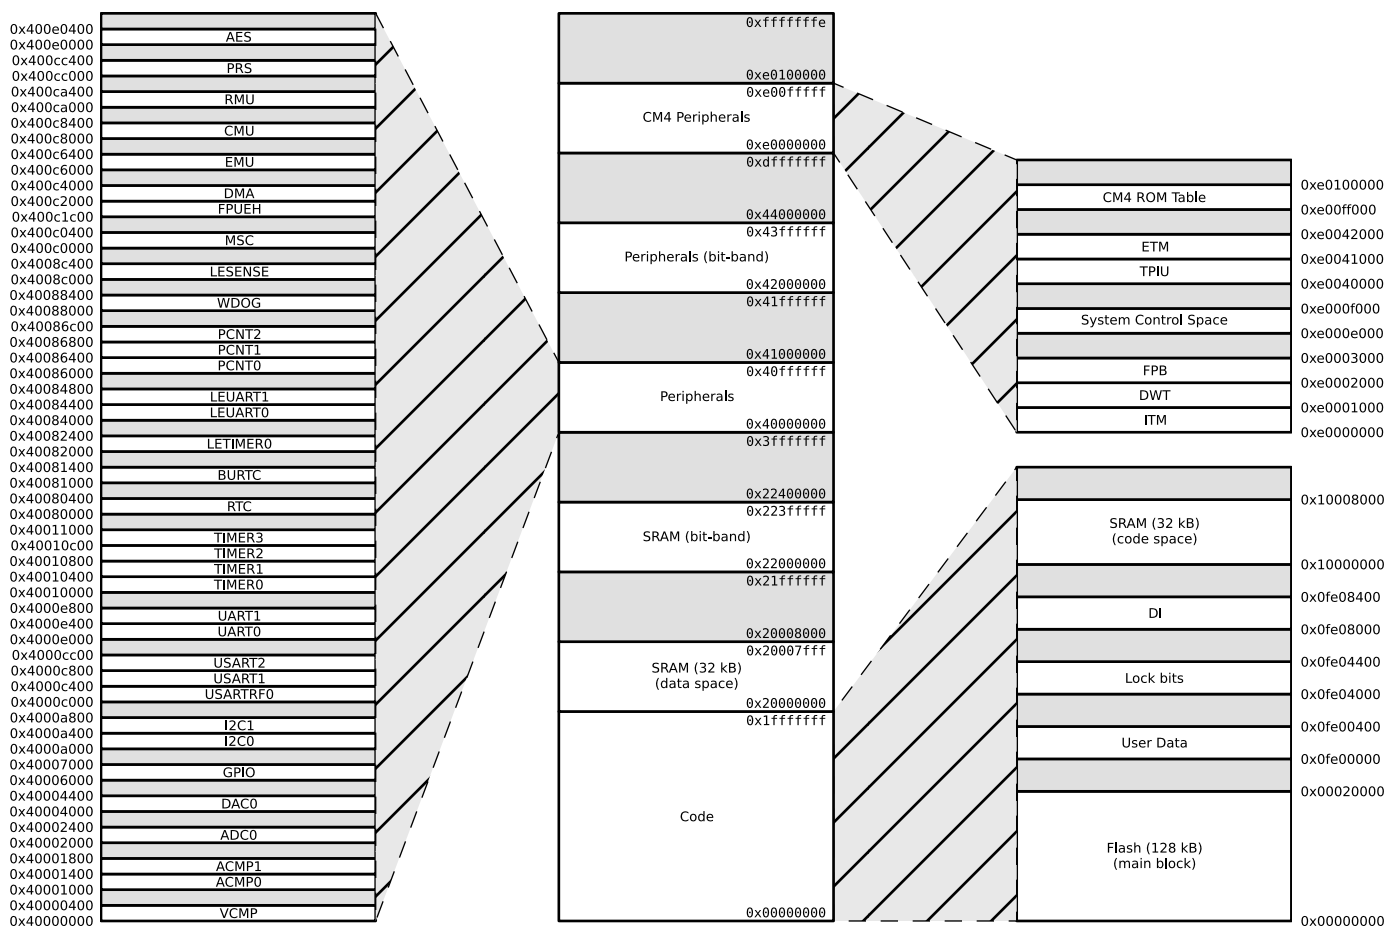 0x400e0400
AES
0x400e0000
0x400cc400
PRS
0x400cc000
0x400ca400
RMU
0x400ca000
0x400c8400
CMU
0x400c8000
0x400c6400
EMU
0x400c6000
0x400c4000
DMA
0x400c2000
FPUEH
0x400c1c00
0x400c0400
MSC
0x400c0000
0x4008c400
LESENSE
0x4008c000
0x40088400
WDOG
0x40088000
0x40086c00
PCNT2
0x40086800
PCNT1
0x40086400
PCNT0
0x40086000
0x40084800
LEUART1
0x40084400
LEUART0
0x40084000
0x40082400
LETIMER0
0x40082000
0x40081400
BURTC
0x40081000
0x40080400
RTC
0x40080000
0x40011000
TIMER3
0x40010c00
TIMER2
0x40010800
TIMER1
0x40010400
TIMER0
0x40010000
0x4000e800
UART1
0x4000e400
UART0
0x4000e000
0x4000cc00
USART2
0x4000c800
USART1
0x4000c400
USARTRF0
0x4000c000
0x4000a800
I2C1
0x4000a400
I2C0
0x4000a000
0x40007000
GPIO
0x40006000
0x40004400
DAC0
0x40004000
0x40002400
ADC0
0x40002000
0x40001800
ACMP1
0x40001400
ACMP0
0x40001000
0x40000400
VCMP
0x40000000
0xfffffffe
0xe0100000
0xe00fffff
CM4 Peripherals
0xe0000000
0xdfffffff
0x44000000
0x43ffffff
Peripherals (bit-band)
0x42000000
0x41ffffff
0x41000000
0x40ffffff
Peripherals
0x40000000
0x3fffffff
0x22400000
0x223fffff
SRAM (bit-band)
0x22000000
0x21ffffff
0x20008000
0x20007fff
SRAM (32 kB)
(data space)
0x20000000
0x1fffffff
Code
0x00000000
0xe0100000
CM4 ROM Table
0xe00ff000
0xe0042000
ETM
0xe0041000
TPIU
0xe0040000
0xe000f000
System Control Space
0xe000e000
0xe0003000
FPB
0xe0002000
DWT
0xe0001000
ITM
0xe0000000
0x10008000
SRAM (32 kB)
(code space)
0x10000000
0x0fe08400
DI
0x0fe08000
0x0fe04400
Lock bits
0x0fe04000
0x0fe00400
User Data
0x0fe00000
0x00020000
Flash (128 kB)
(main block)
0x00000000